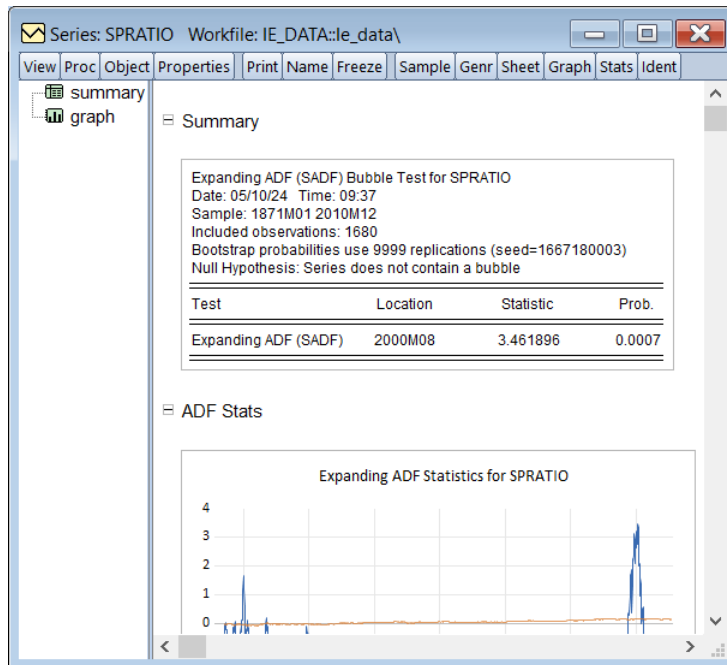 Series: SPRATIO Workfile: IE_DATA::Ie_data\
View Proc Object Properties Print Name Freeze Sample Genr Sheet Graph Stats Ident
summary
graph
Summary
Expanding ADF (SADF) Bubble Test for SPRATIO
Date: 05/10/24 Time: 09:37
Sample: 1871M01 2010M12
Included observations: 1680
Bootstrap probabilities use 9999 replications (seed=1667180003)
Null Hypothesis: Series does not contain a bubble
Test Location Statistic Prob.
Expanding ADF (SADF) 2000M08 3.461896 0.0007
ADF Stats
Expanding ADF Statistics for SPRATIO
4
3
2
1
0